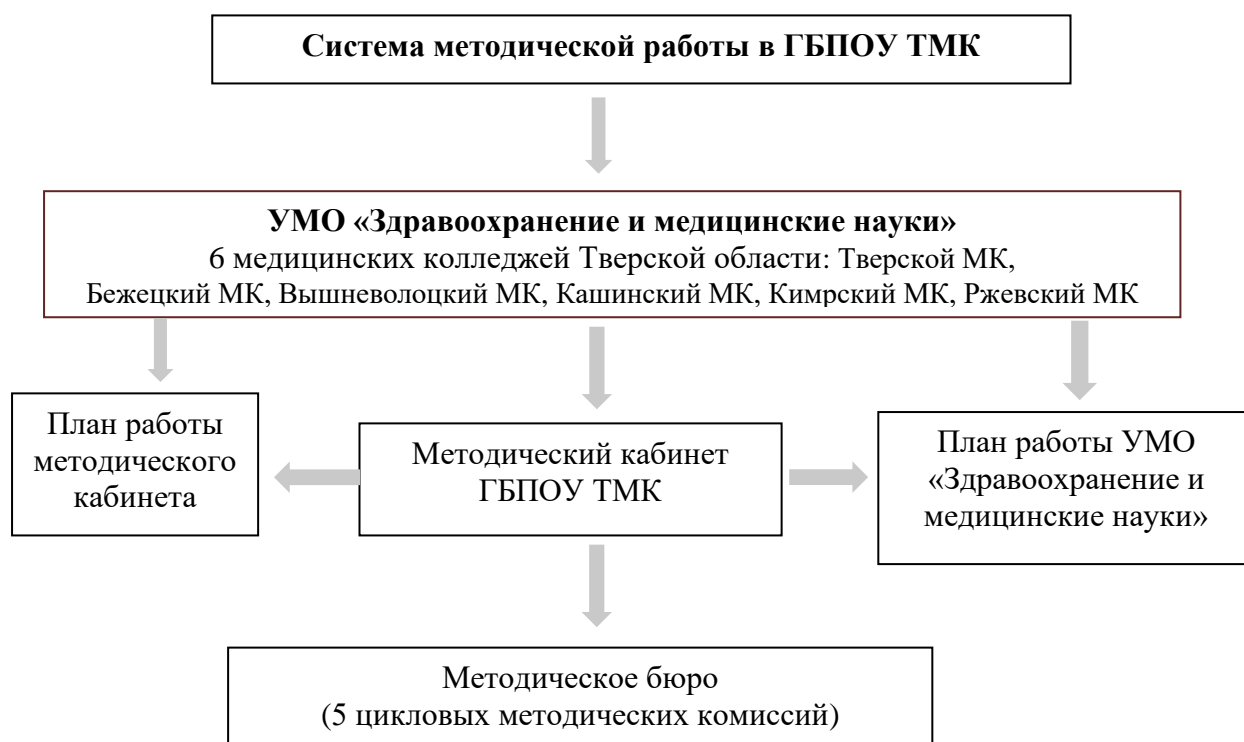 Система методической работы в ГБПОУ ТМК
УМО «Здравоохранение и медицинские науки»
6 медицинских колледжей Тверской области: Тверской МК,
Бежецкий МК, Вышневолоцкий МК, Кашинский МК, Кимрский МК, Ржевский МК
План работы
методического
кабинета
Методический кабинет
ГБПОУ ТМК
План работы УМО
«Здравоохранение и
медицинские науки»
Методическое бюро
(5 цикловых методических комиссий)